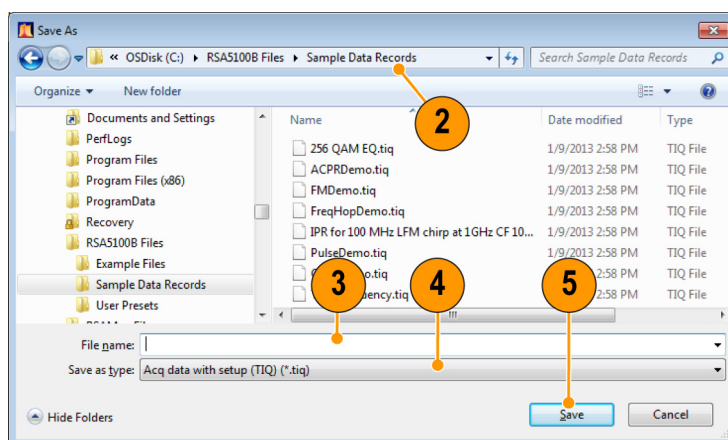 Save As
« OSDisk (C:) ▸ RSA5100B Files ▸ Sample Data Records
Search Sample Data Records
Organize ▾ New folder
Documents and Settings
PerfLogs
Program Files
Program Files (x86)
ProgramData
Recovery
RSA5100B Files
Example Files
Sample Data Records
User Presets
Name Date modified Type
256 QAM EQ.tiq 1/9/2013 2:58 PM TIQ File
ACPRDemo.tiq 1/9/2013 2:58 PM TIQ File
FMDemo.tiq 1/9/2013 2:58 PM TIQ File
FreqHopDemo.tiq 1/9/2013 2:58 PM TIQ File
IPR for 100 MHz LFM chirp at 1GHz CF 10... 1/9/2013 2:58 PM TIQ File
PulseDemo.tiq 1/9/2013 2:58 PM TIQ File
2:58 PM TIQ File
2:58 PM TIQ File
2
3
4
5
File name:
Save as type: Acq data with setup (TIQ) (*.tiq)
Hide Folders
Save Cancel